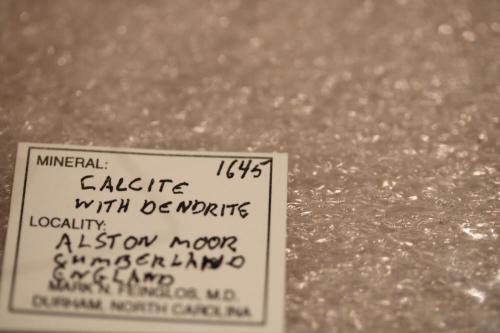 MINERAL: 1645
CALCITE
WITH DENDRITE
LOCALITY:
ALSTON MOOR
CUMBERLAND
ENGLAND
MARK N. FEINGLOS, M.D.
DURHAM, NORTH CAROLINA